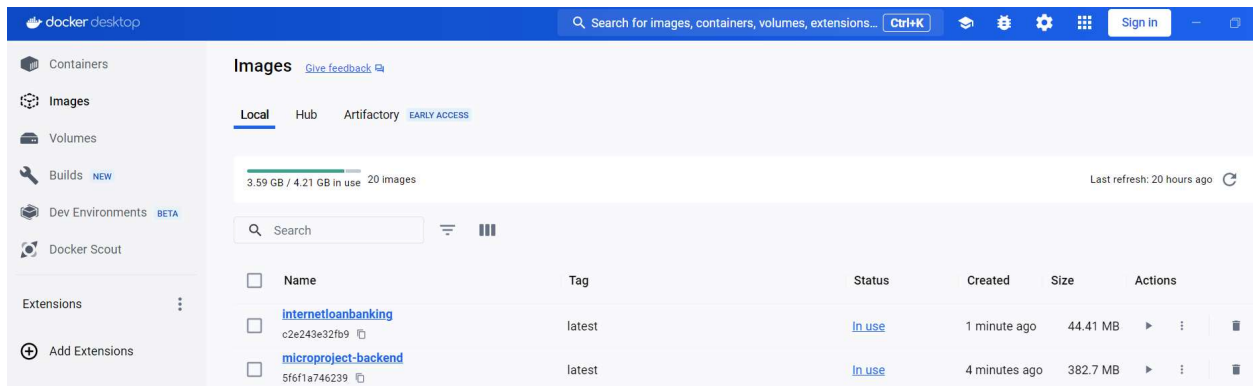 docker desktop
Search for images, containers, volumes, extensions... Ctrl+K
Sign in
Containers
Images
Volumes
Builds NEW
Dev Environments BETA
Docker Scout
Extensions
Add Extensions
Images Give feedback
Local Hub Artifactory EARLY ACCESS
3.59 GB / 4.21 GB in use 20 images Last refresh: 20 hours ago
Search
Name Tag Status Created Size Actions
internetloanbanking
c2e243e32fb9
latest In use 1 minute ago 44.41 MB
microproject-backend
5f6f1a746239
latest In use 4 minutes ago 382.7 MB